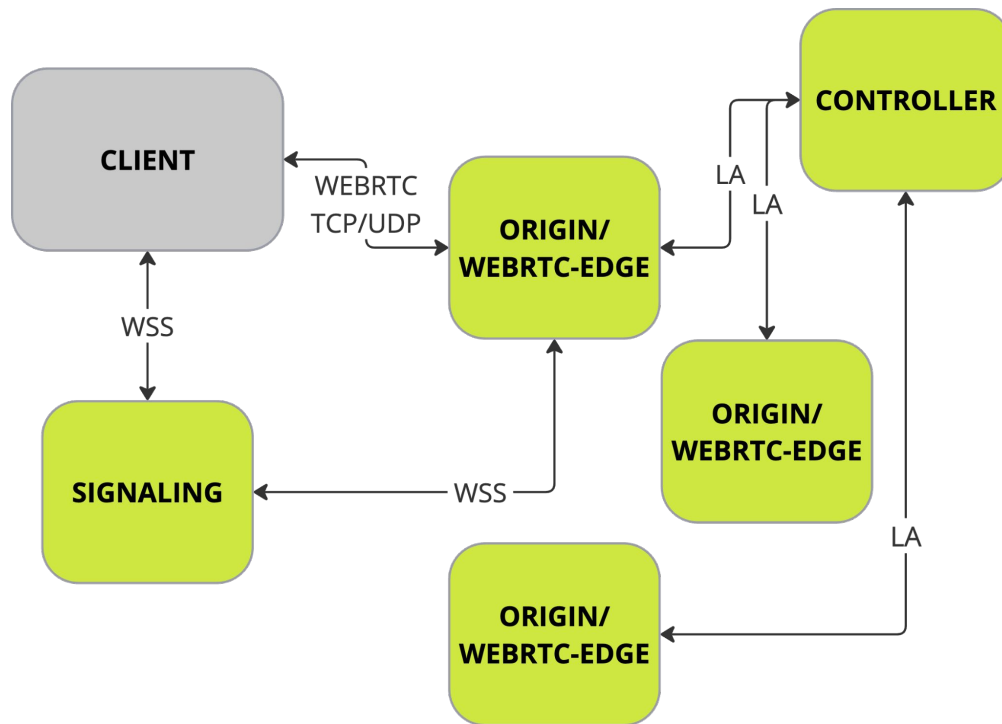 CONTROLLER
CLIENT
WEBRTC
TCP/UDP
LA
LA
ORIGIN/
WEBRTC-EDGE
WSS
ORIGIN/
WEBRTC-EDGE
SIGNALING
WSS
LA
ORIGIN/
WEBRTC-EDGE